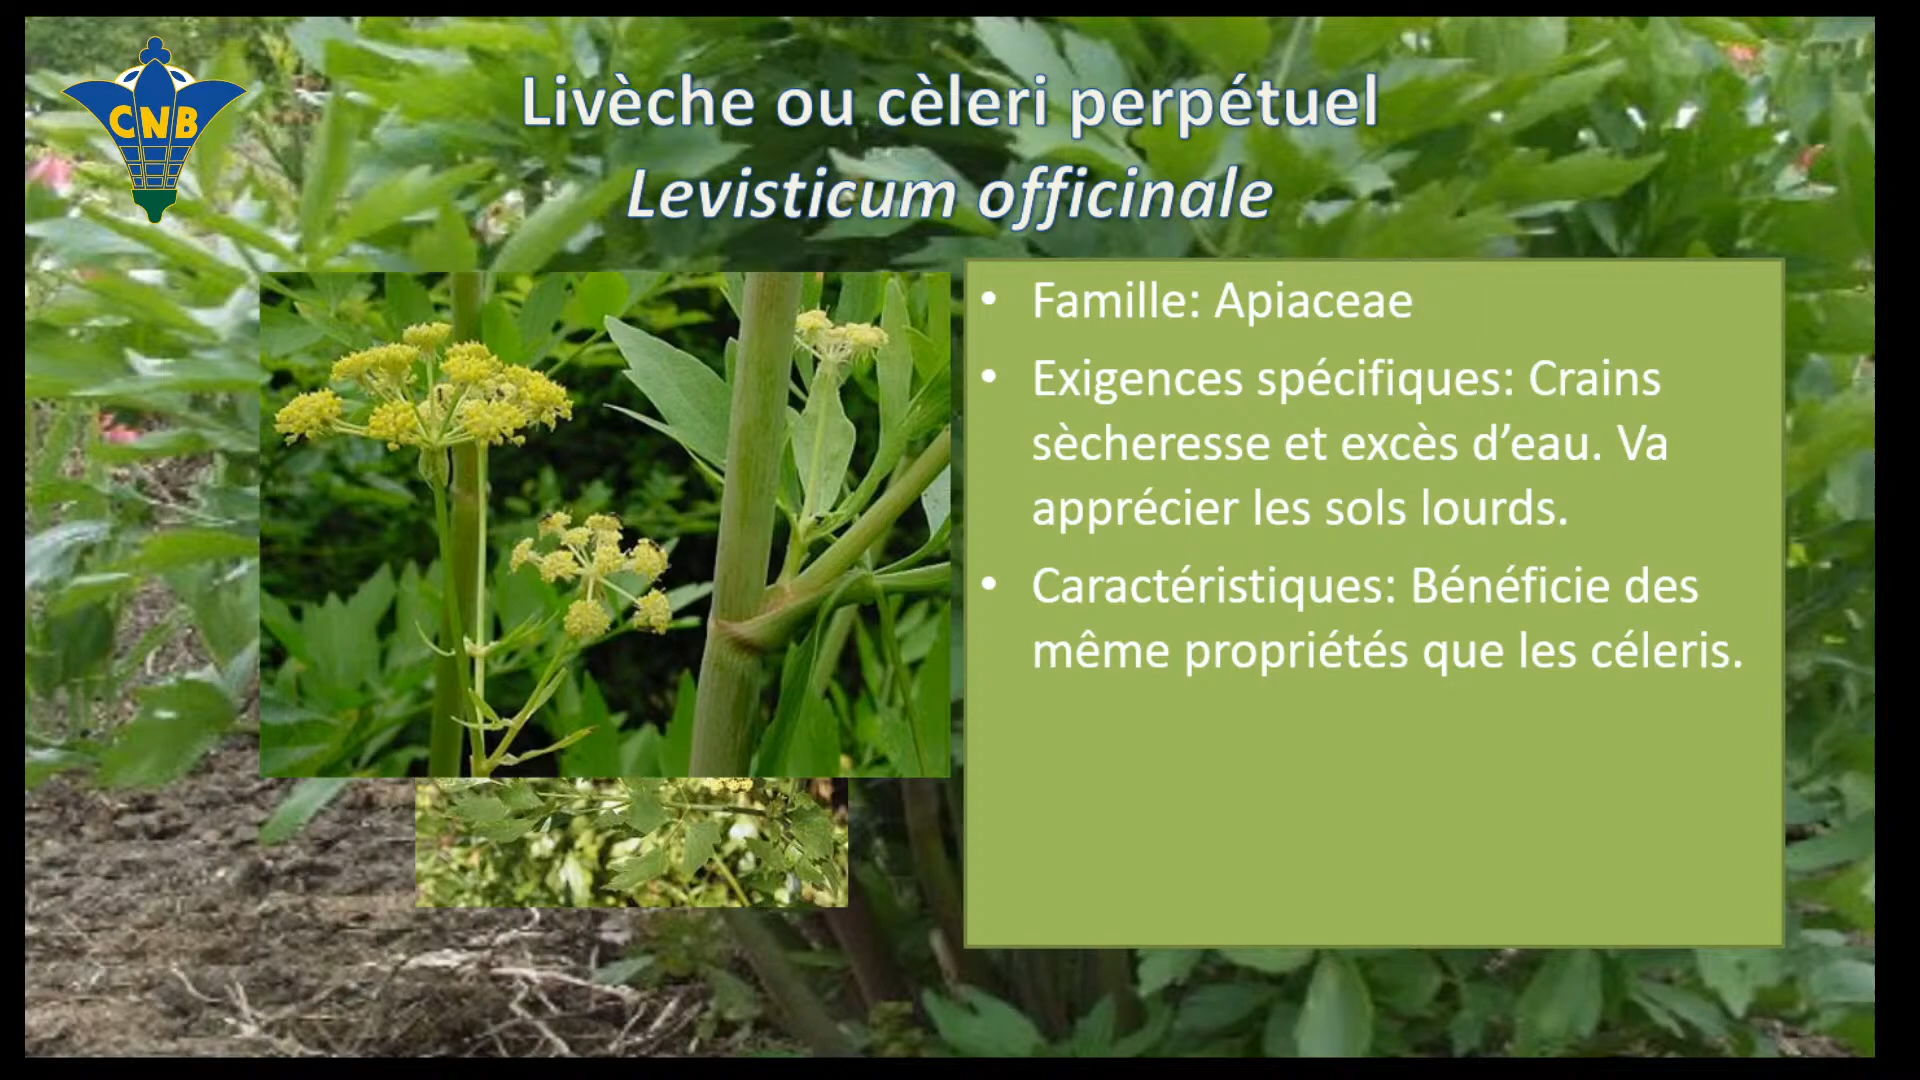 CNB
Livèche ou cèleri perpétuel
Levisticum officinale
• Famille: Apiaceae
• Exigences spécifiques: Crains
sècheresse et excès d’eau. Va
apprécier les sols lourds.
• Caractéristiques: Bénéficie des
même propriétés que les céleris.